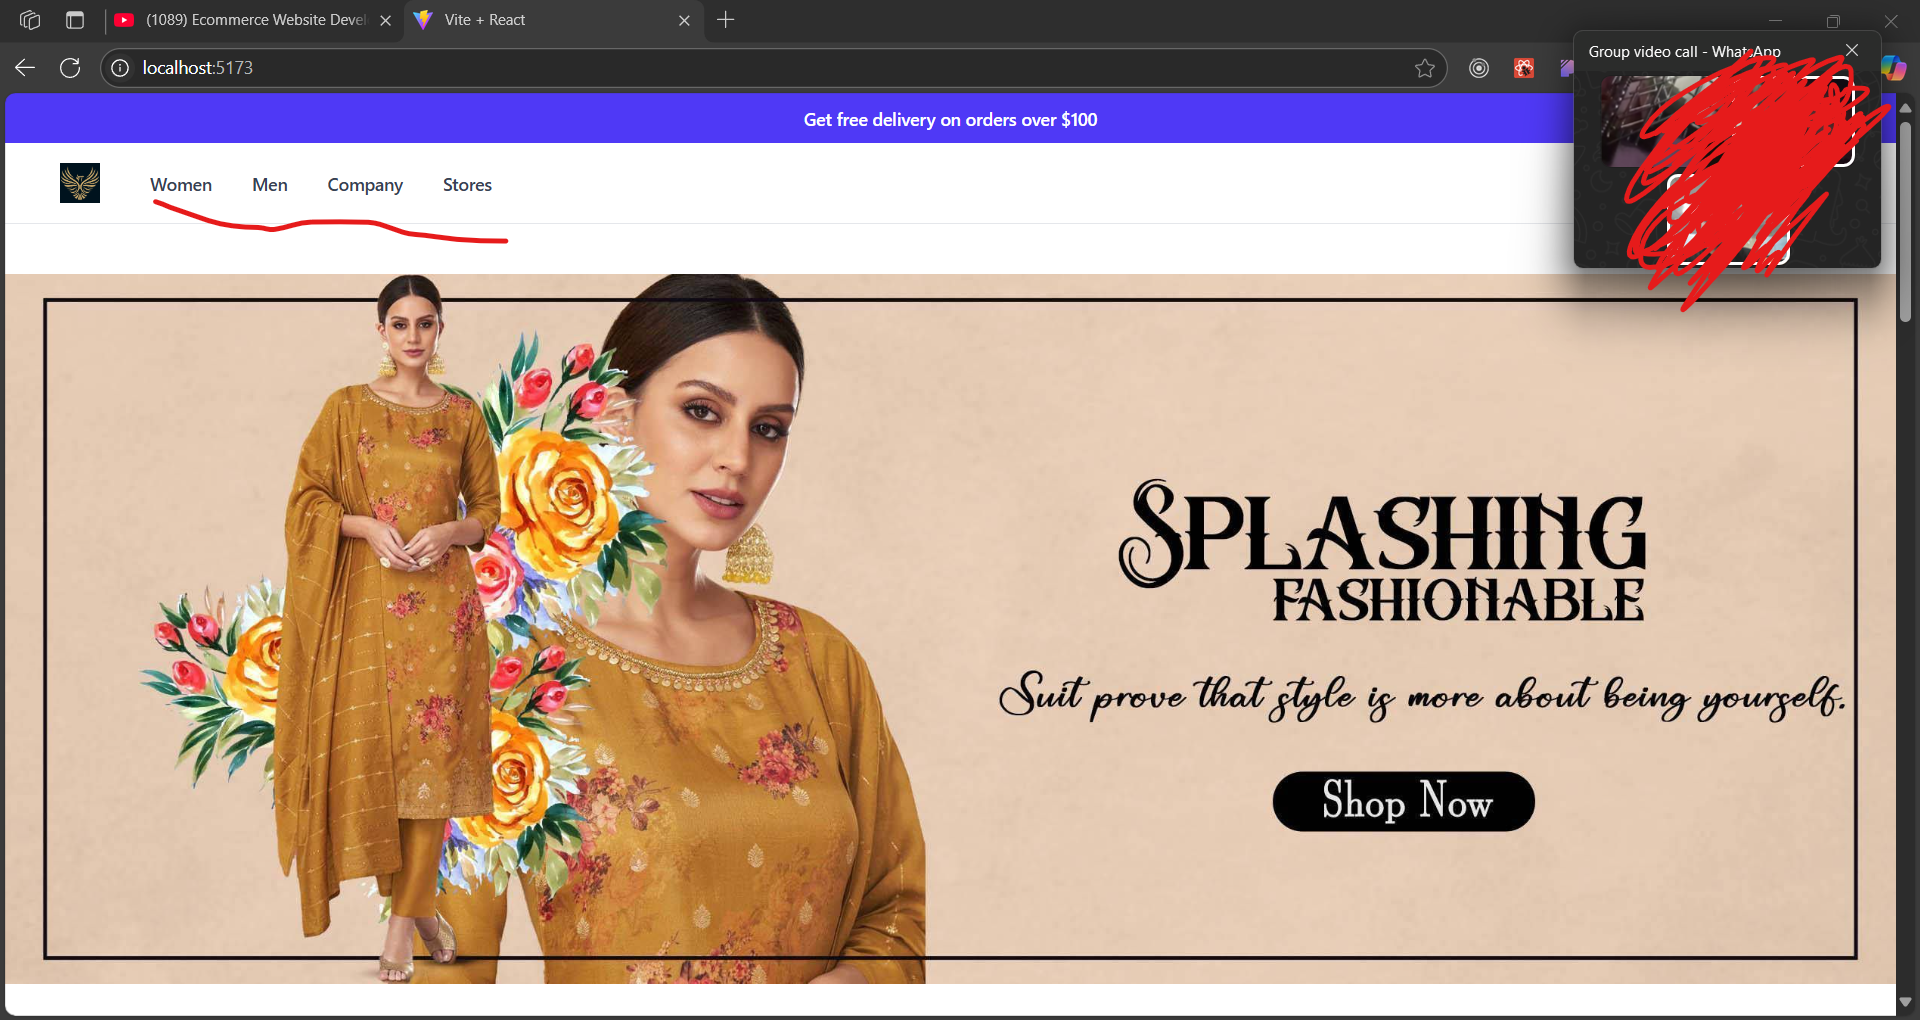 (1089) Ecommerce Website Devel
Vite + React
localhost:5173
Group video call - WhatsApp
Get free delivery on orders over $100
Women Men Company Stores
SPLASHING
FASHIONABLE
Suit prove that style is more about being yourself.
Shop Now